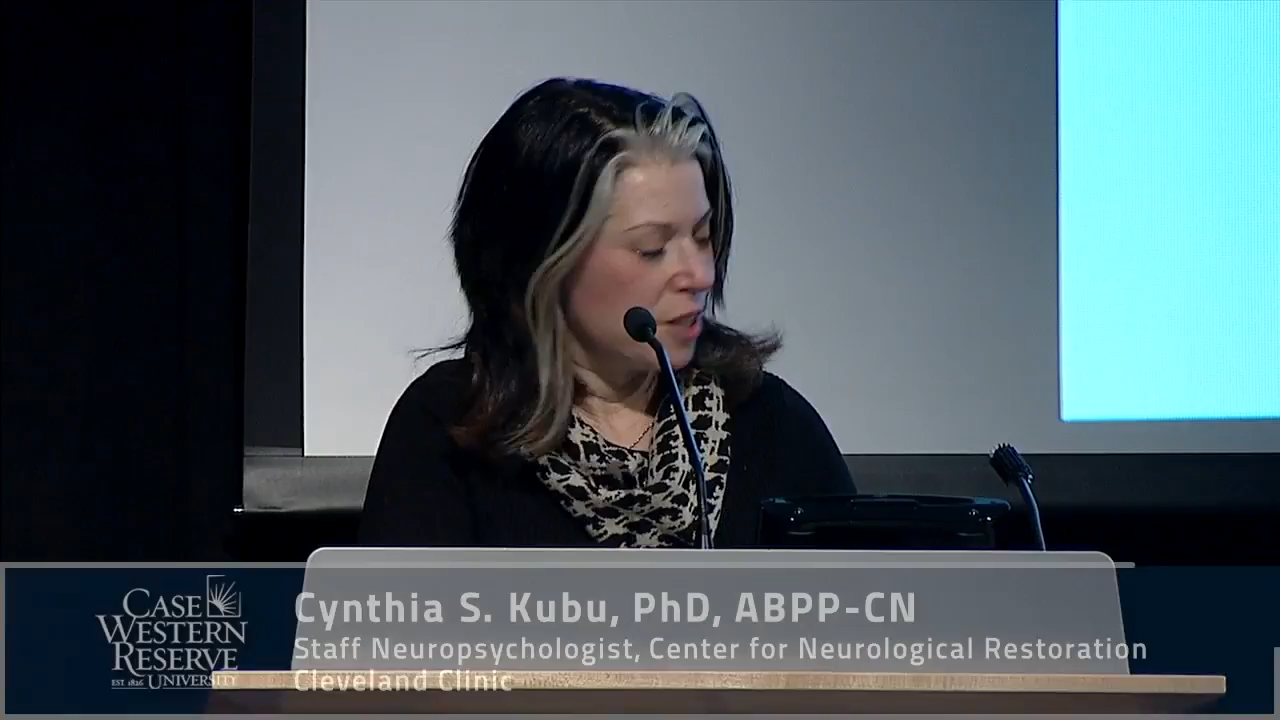 CASE
WESTERN
RESERVE
EST. 1826 UNIVERSITY
Cynthia S. Kubu, PhD, ABPP-CN
Staff Neuropsychologist, Center for Neurological Restoration
Cleveland Clinic